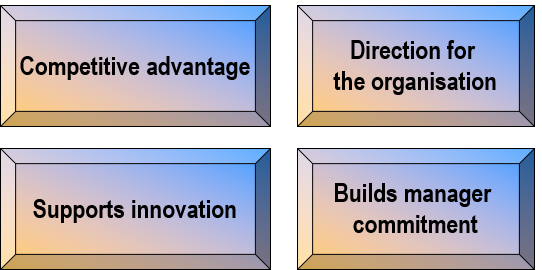 Competitive advantage
Direction for
the organisation
Supports innovation
Builds manager
commitment